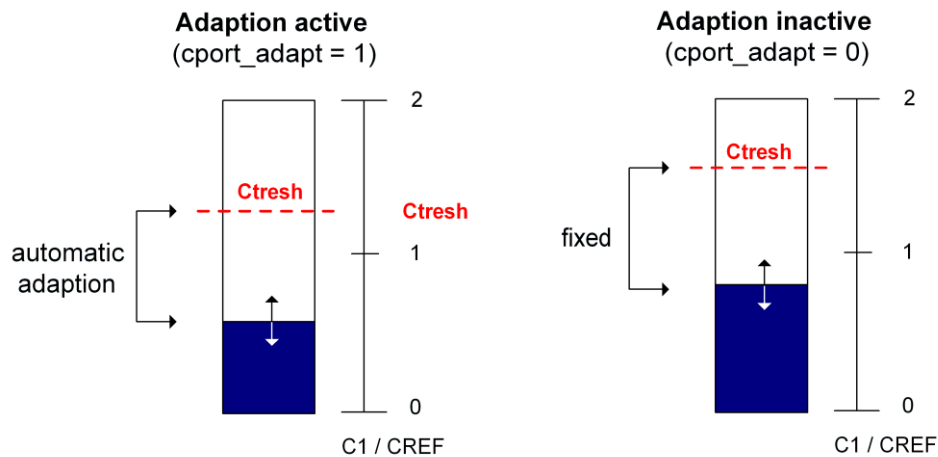 Adaption active
(cport_adapt = 1)
2
Ctresh
Ctresh
automatic
adaption
1
0
C1 / CREF
Adaption inactive
(cport_adapt = 0)
2
Ctresh
fixed
1
0
C1 / CREF